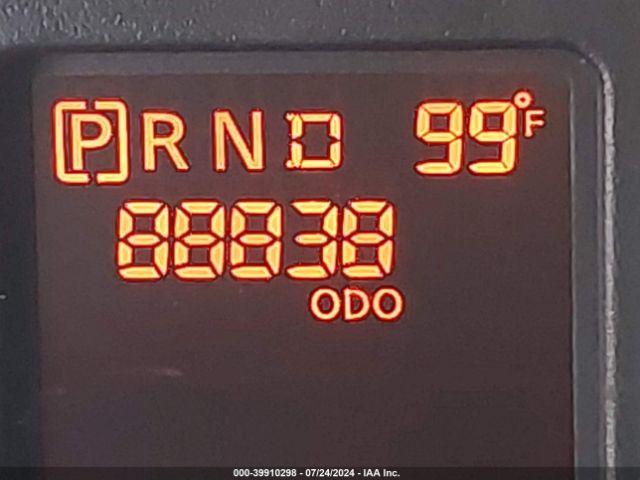 [P] R N D 99°F
88838
ODO
000-39910298 - 07/24/2024 - IAA Inc.